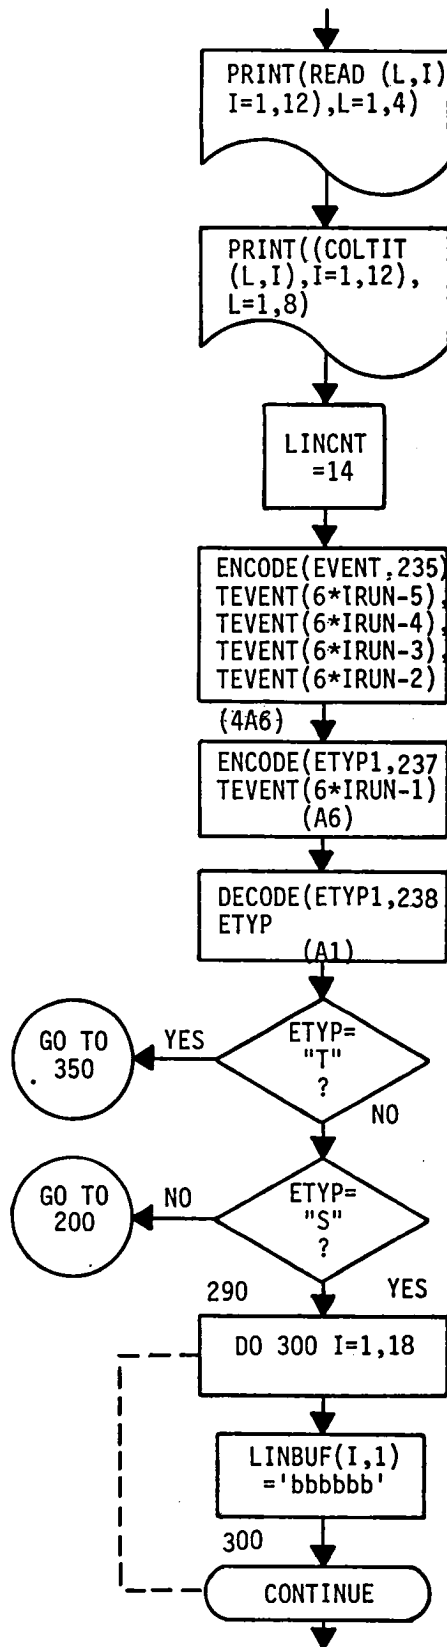 PRINT(READ (L,I)
I=1,12),L=1,4)
PRINT((COLTIT
(L,I),I=1,12),
L=1,8)
LINCNT
=14
ENCODE(EVENT,235)
TEVENT(6*IRUN-5),
TEVENT(6*IRUN-4),
TEVENT(6*IRUN-3),
TEVENT(6*IRUN-2)
(4A6)
ENCODE(ETYP1,237
TEVENT(6*IRUN-1)
(A6)
DECODE(ETYP1,238
ETYP
(A1)
GO TO
350
YES
ETYP=
"T"
?
NO
GO TO
200
NO
ETYP=
"S"
?
290
YES
DO 300 I=1,18
LINBUF(I,1)
='bbbbbb'
300
CONTINUE